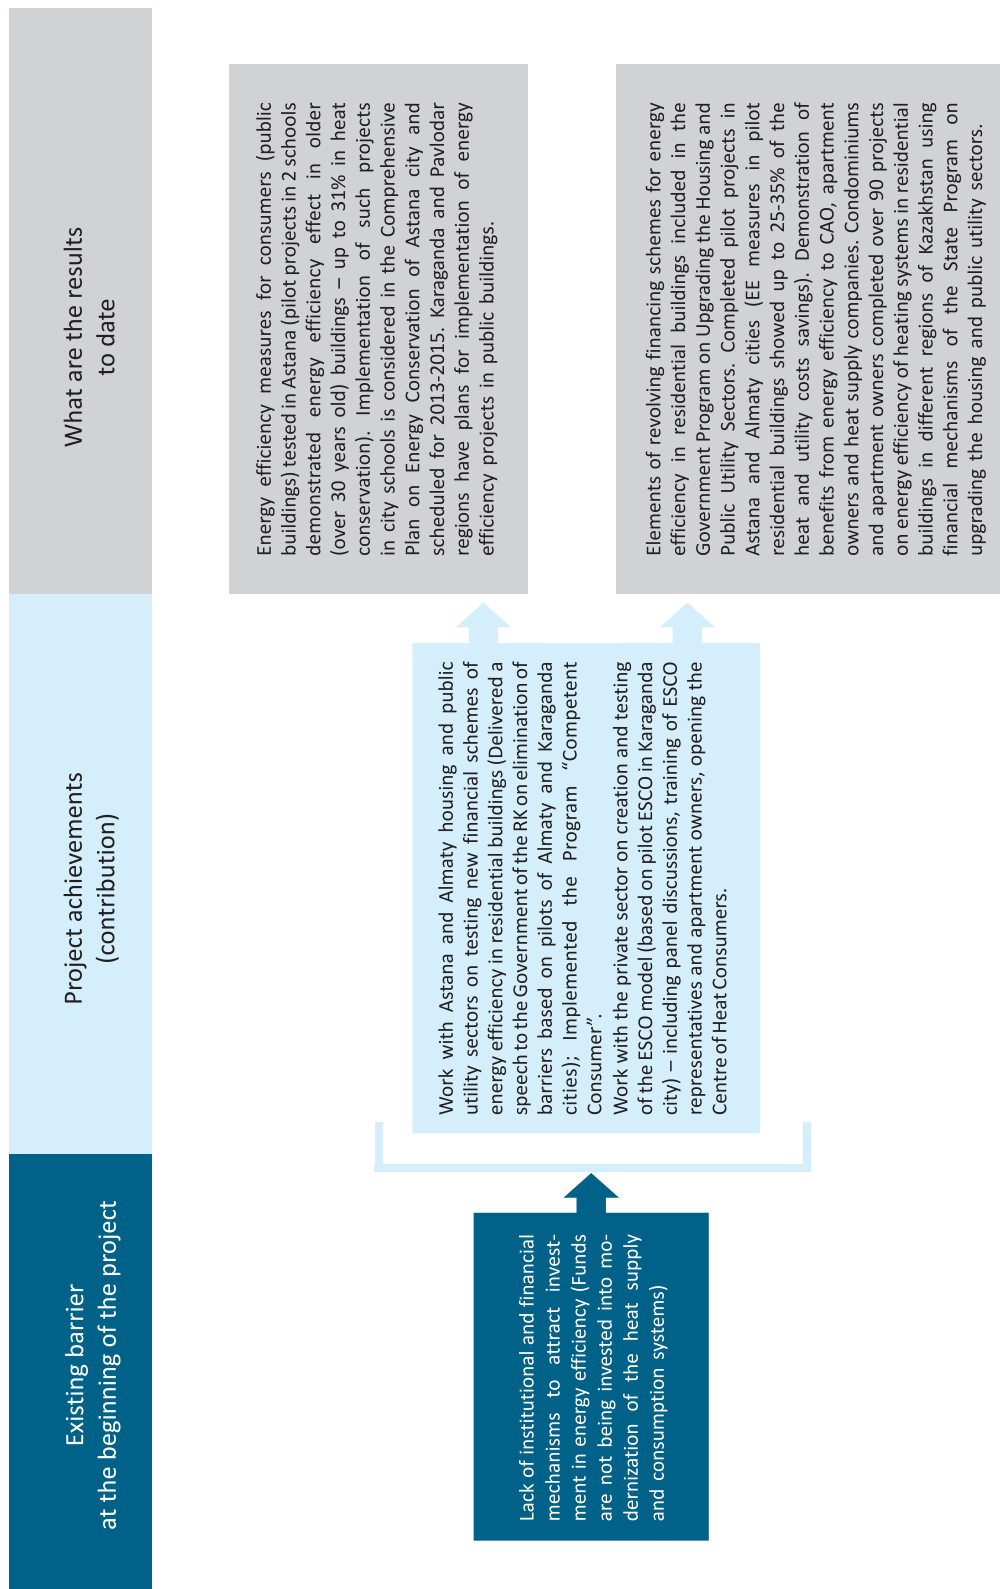 Existing barrier
at the beginning of the project
Project achievements
(contribution)
What are the results
to date
Lack of institutional and financial
mechanisms to attract invest-
ment in energy efficiency (Funds
are not being invested into mo-
dernization of the heat supply
and consumption systems)
Work with Astana and Almaty housing and public
utility sectors on testing new financial schemes of
energy efficiency in residential buildings (Delivered a
speech to the Government of the RK on elimination of
barriers based on pilots of Almaty and Karaganda
cities); Implemented the Program “Competent
Consumer”.
Work with the private sector on creation and testing
of the ESCO model (based on pilot ESCO in Karaganda
city) – including panel discussions, training of ESCO
representatives and apartment owners, opening the
Centre of Heat Consumers.
Energy efficiency measures for consumers (public
buildings) tested in Astana (pilot projects in 2 schools
demonstrated energy efficiency effect in older
(over 30 years old) buildings – up to 31% in heat
conservation). Implementation of such projects
in city schools is considered in the Comprehensive
Plan on Energy Conservation of Astana city and
scheduled for 2013-2015. Karaganda and Pavlodar
regions have plans for implementation of energy
efficiency projects in public buildings.
Elements of revolving financing schemes for energy
efficiency in residential buildings included in the
Government Program on Upgrading the Housing and
Public Utility Sectors. Completed pilot projects in
Astana and Almaty cities (EE measures in pilot
residential buildings showed up to 25-35% of the
heat and utility costs savings). Demonstration of
benefits from energy efficiency to CAO, apartment
owners and heat supply companies. Condominiums
and apartment owners completed over 90 projects
on energy efficiency of heating systems in residential
buildings in different regions of Kazakhstan using
financial mechanisms of the State Program on
upgrading the housing and public utility sectors.